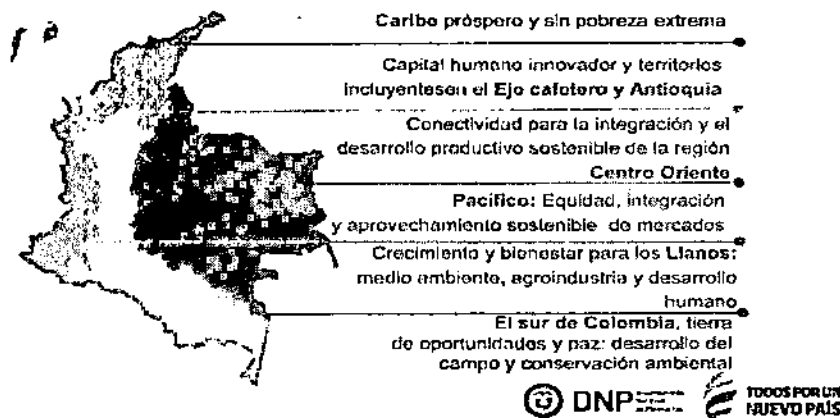 Caribe próspero y sin pobreza extrema
Capital humano innovador y territorios
incluyentesen el Eje cafetero y Antioquia
Conectividad para la integración y el
desarrollo productivo sostenible de la región
Centro Oriente
Pacífico: Equidad, integración
y aprovechamiento sostenible de mercados
Crecimiento y bienestar para los Llanos:
medio ambiente, agroindustria y desarrollo
humano
El sur de Colombia, tierra
de oportunidades y paz: desarrollo del
campo y conservación ambiental
DNP
TODOS POR UN
NUEVO PAÍS